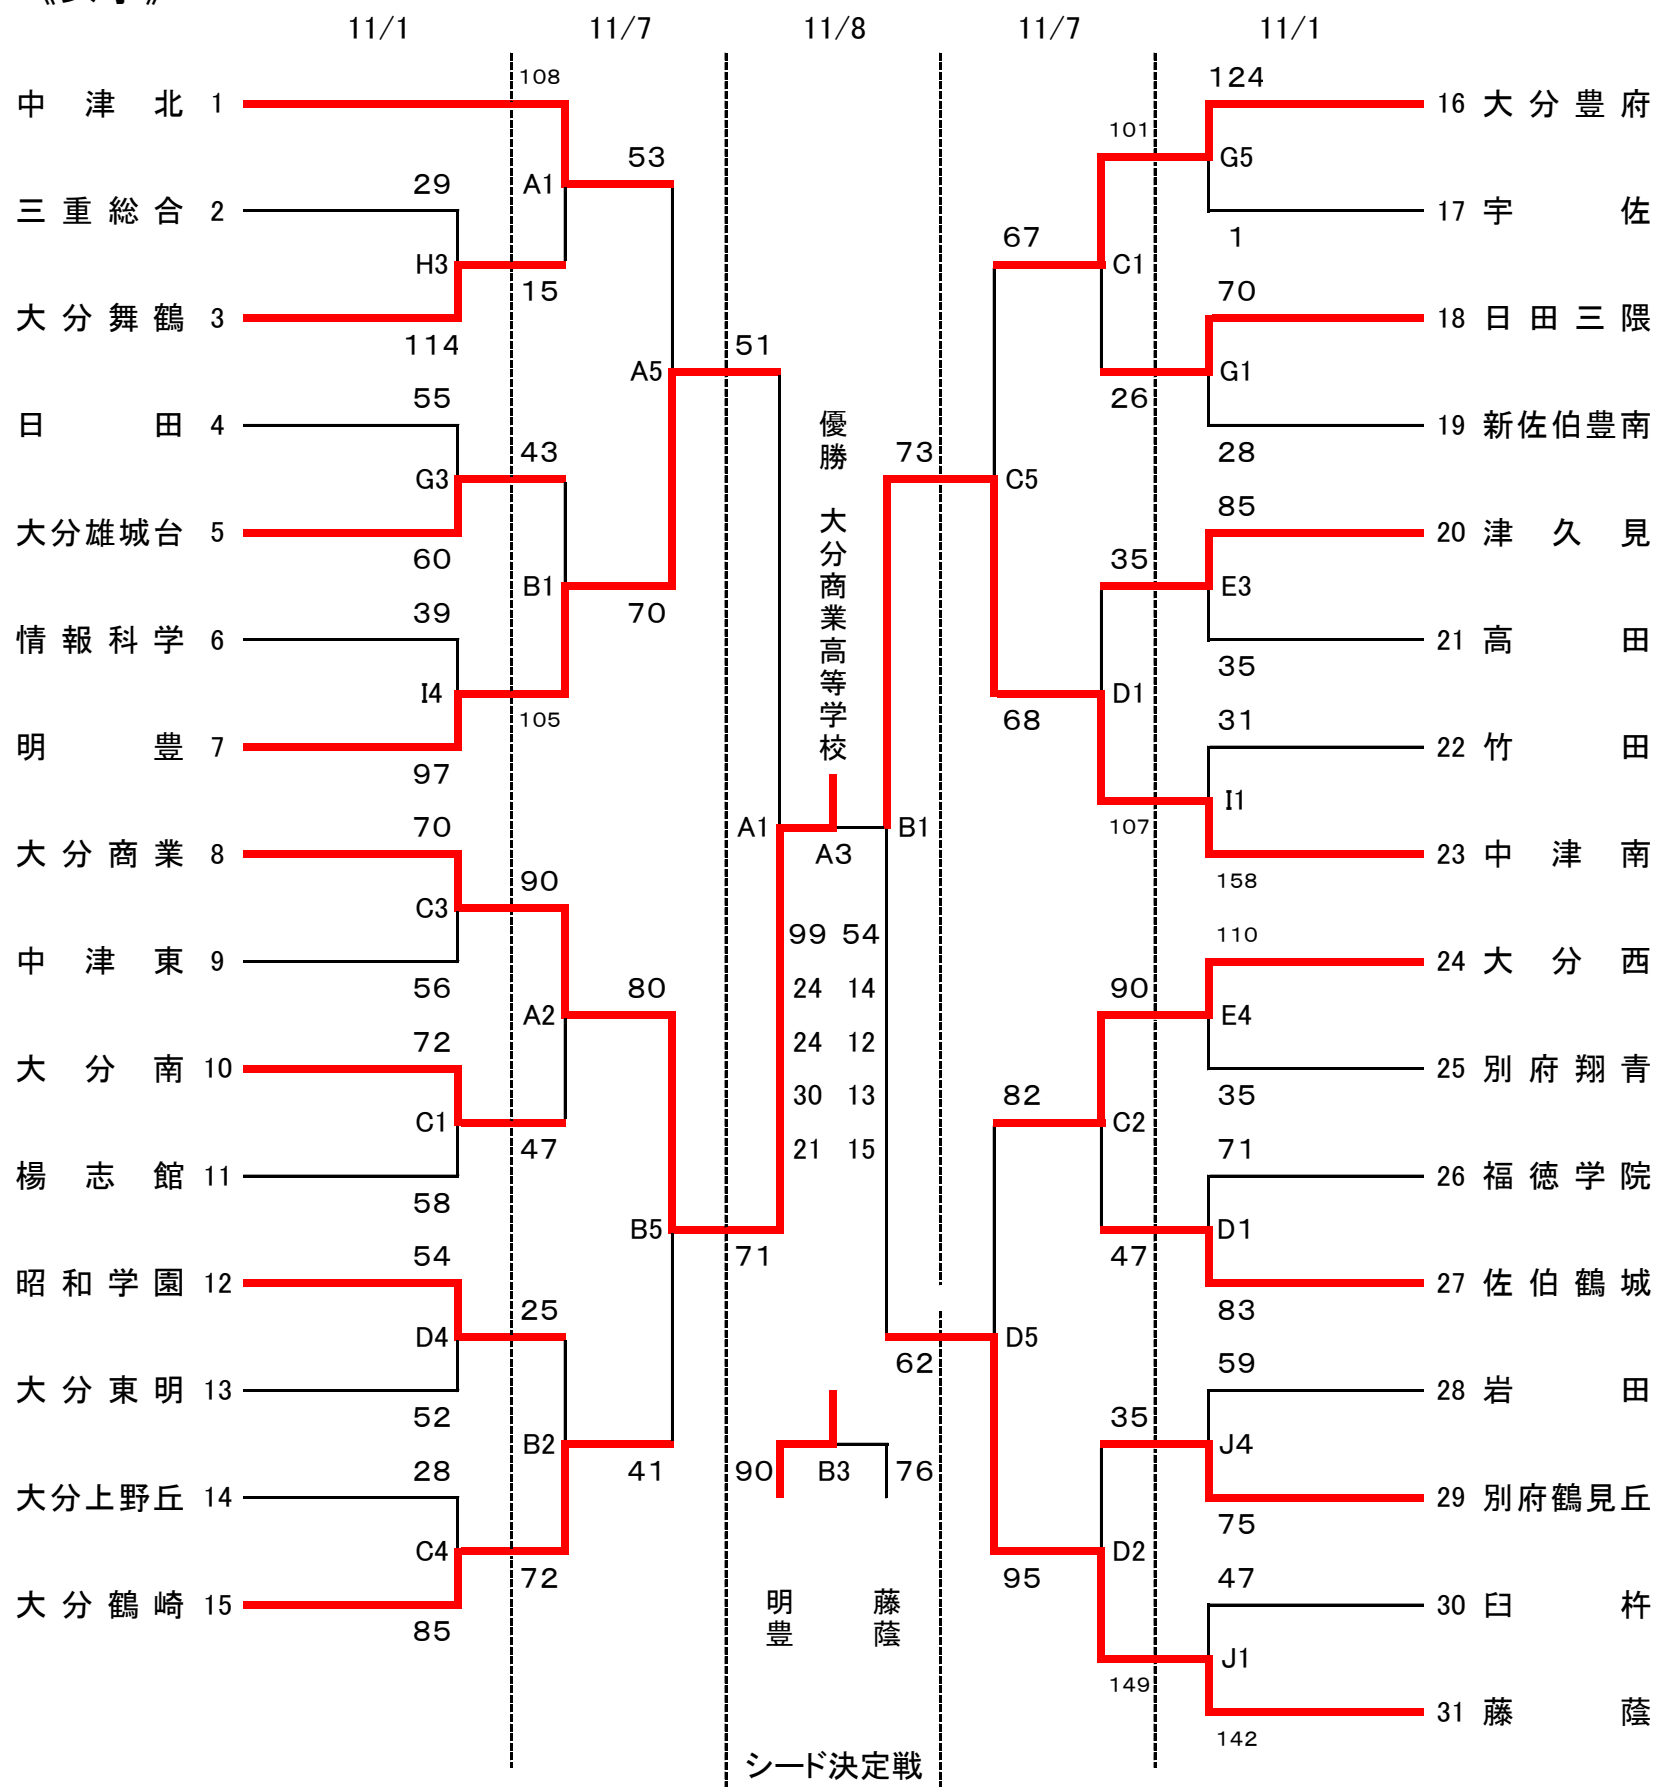 11/1 11/7 11/8 11/7 11/1
中津北 1
三重総合 2
大分舞鶴 3
日田 4
大分雄城台 5
情報科学 6
明豊 7
大分商業 8
中津東 9
大分南 10
楊志館 11
昭和学園 12
大分東明 13
大分上野丘 14
大分鶴崎 15
29
H3
114
55
G3
60
39
I4
97
70
C3
56
72
C1
58
54
D4
52
28
C4
85
108
A1
15
43
B1
105
90
A2
47
25
B2
72
53
A5
70
80
B5
41
51
A1
71
優勝 大分商業高等学校
A3
99 54
24 14
24 12
30 13
21 15
90 B3 76
明豊 藤蔭
シード決定戦
73
B1
62
67
C5
68
82
D5
95
101
C1
26
35
D1
107
90
C2
47
35
D2
149
124
G5
1
70
G1
28
85
E3
35
31
I1
158
110
E4
35
71
D1
83
59
J4
75
47
J1
142
16 大分豊府
17 宇佐
18 日田三隈
19 新佐伯豊南
20 津久見
21 高田
22 竹田
23 中津南
24 大分西
25 別府翔青
26 福徳学院
27 佐伯鶴城
28 岩田
29 別府鶴見丘
30 臼杵
31 藤蔭